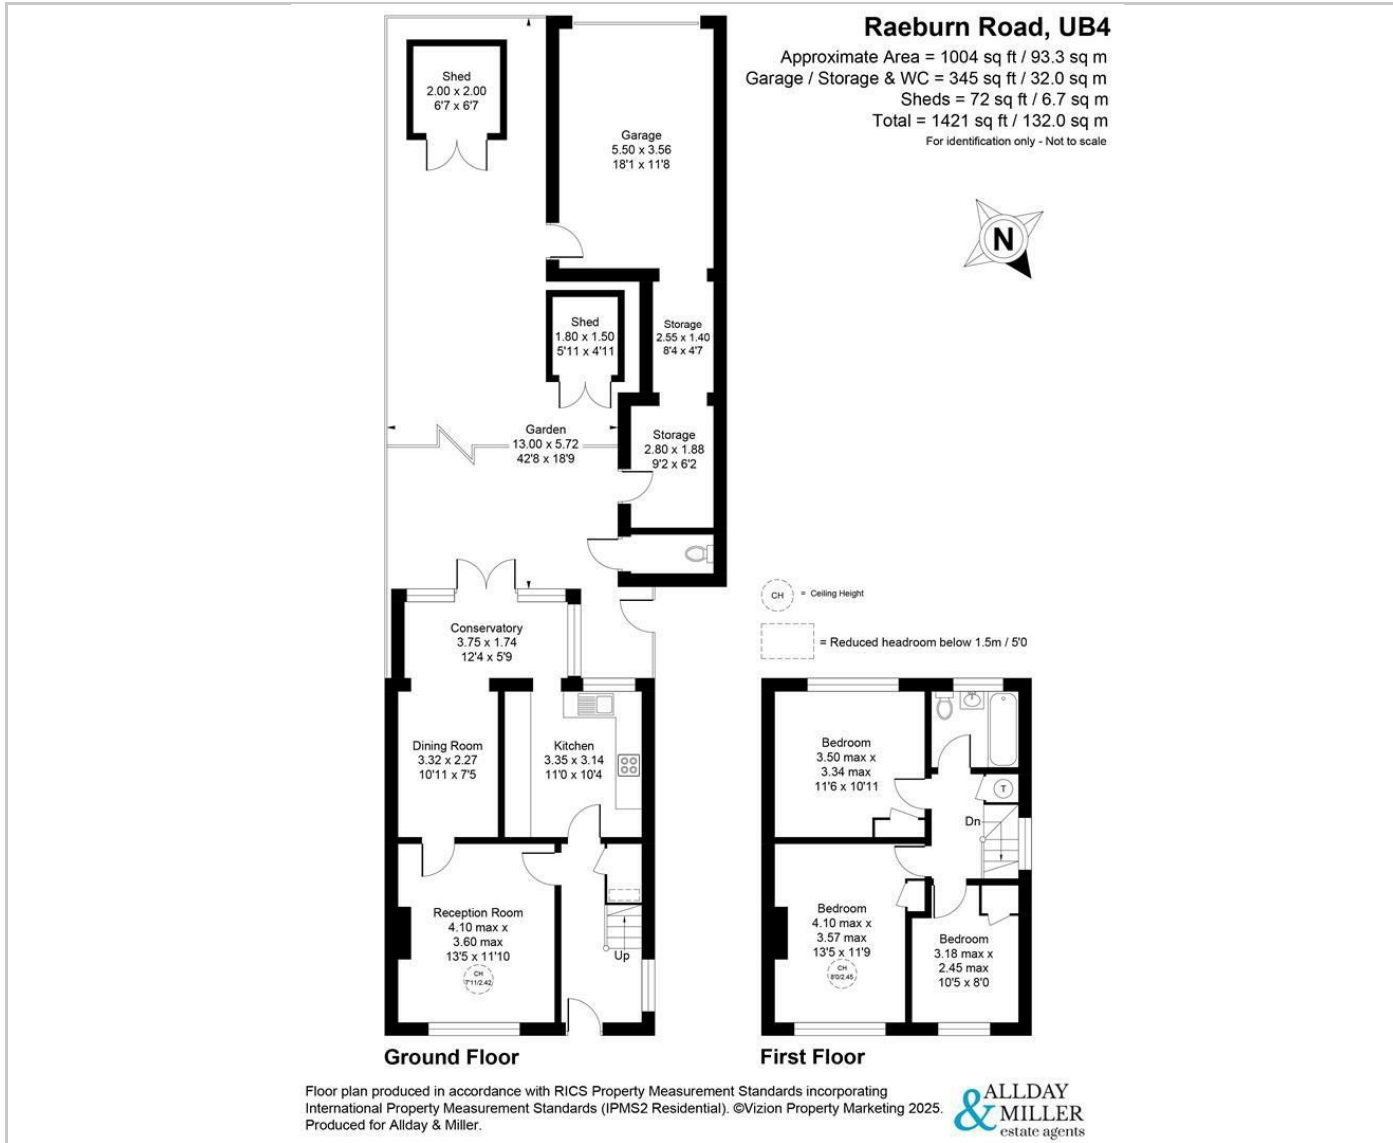 Raeburn Road, UB4
Approximate Area = 1004 sq ft / 93.3 sq m
Garage / Storage & WC = 345 sq ft / 32.0 sq m
Sheds = 72 sq ft / 6.7 sq m
Total = 1421 sq ft / 132.0 sq m
For identification only - Not to scale
N
Shed
2.00 x 2.00
6'7 x 6'7
Garage
5.50 x 3.56
18'1 x 11'8
Shed
1.80 x 1.50
5'11 x 4'11
Storage
2.55 x 1.40
8'4 x 4'7
Garden
13.00 x 5.72
42'8 x 18'9
Storage
2.80 x 1.88
9'2 x 6'2
CH = Ceiling Height
= Reduced headroom below 1.5m / 5'0
Conservatory
3.75 x 1.74
12'4 x 5'9
Dining Room
3.32 x 2.27
10'11 x 7'5
Kitchen
3.35 x 3.14
11'0 x 10'4
Reception Room
4.10 max x
3.60 max
13'5 x 11'10
CH
7'11/2.42
Up
Ground Floor
Bedroom
3.50 max x
3.34 max
11'6 x 10'11
T
Dn
Bedroom
4.10 max x
3.57 max
13'5 x 11'9
CH
8'0/2.45
Bedroom
3.18 max x
2.45 max
10'5 x 8'0
First Floor
Floor plan produced in accordance with RICS Property Measurement Standards incorporating
International Property Measurement Standards (IPMS2 Residential). ©Vizion Property Marketing 2025.
Produced for Allday & Miller.
ALLDAY
& MILLER
estate agents